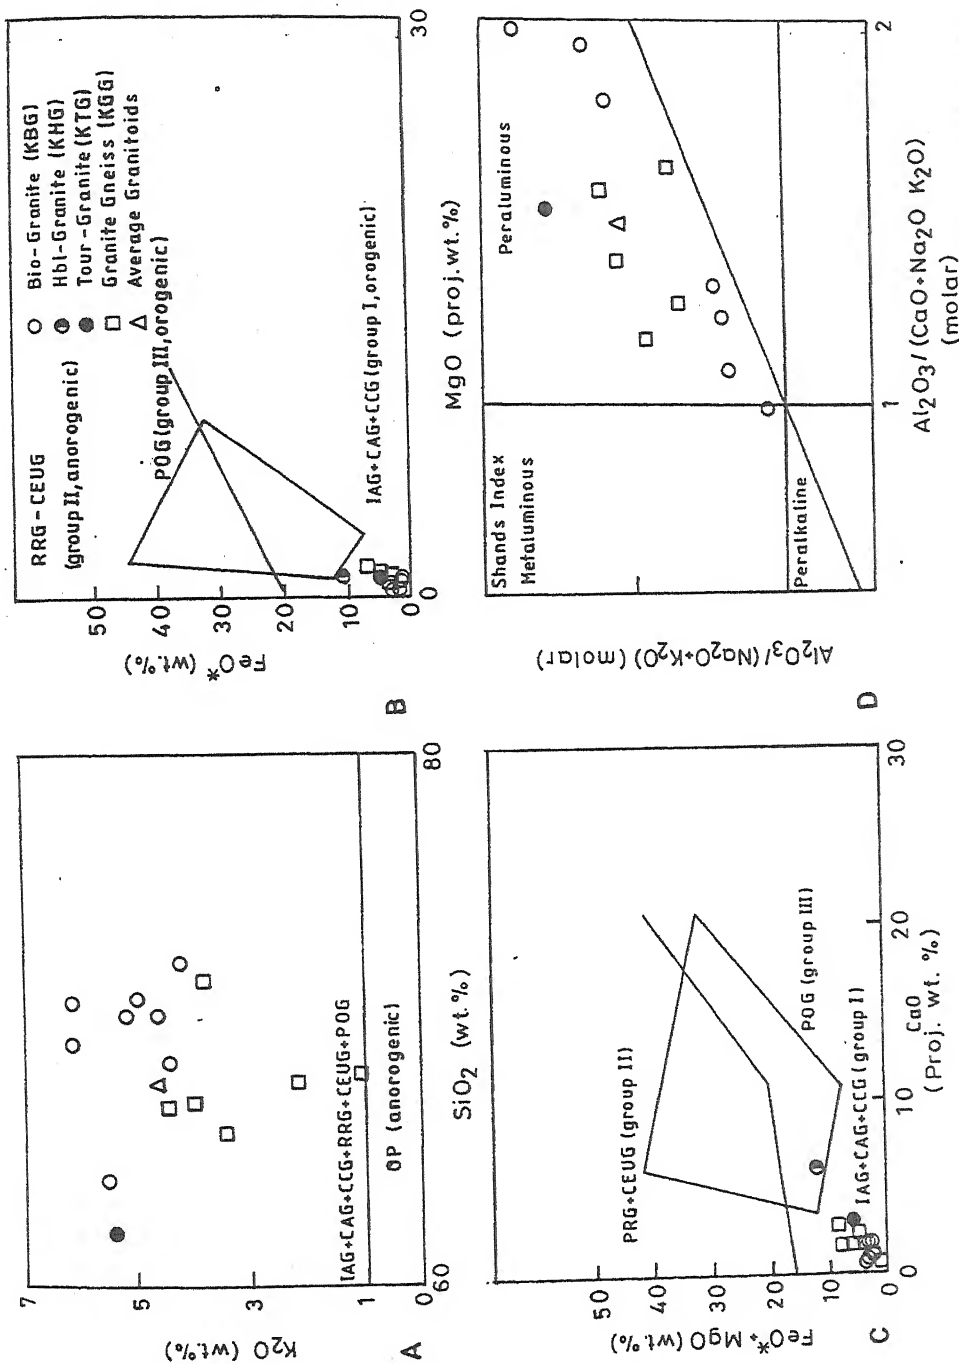 7
5
3
1
0
K2O (wt.%)
IAG+CAG+CCG+RRG+CEUG+POG
OP (anorogenic)
60
80
SiO2 (wt.%)
A
RRG-CEUG
(group II, anorogenic)
Bio-Granite (KBG)
Hbl-Granite (KHG)
Tour-Granite (KTG)
Granite Gneiss (KGG)
Average Granitoids
POG (group III, orogenic)
IAG+CAG+CCG (group I, orogenic)
50
40
30
20
10
0
FeO* (wt.%)
0
30
MgO (proj. wt.%)
B
50
40
30
20
10
0
FeO*+MgO (wt.%)
PRG+CEUG (group II)
POG (group III)
IAG+CAG+CCG (group I)
10
20
30
CaO
(Proj. wt. %)
C
Shands Index
Metaluminous
Peraluminous
Peralkaline
Al2O3/(Na2O+K2O) (molar)
1
2
Al2O3/(CaO+Na2O K2O)
(molar)
D